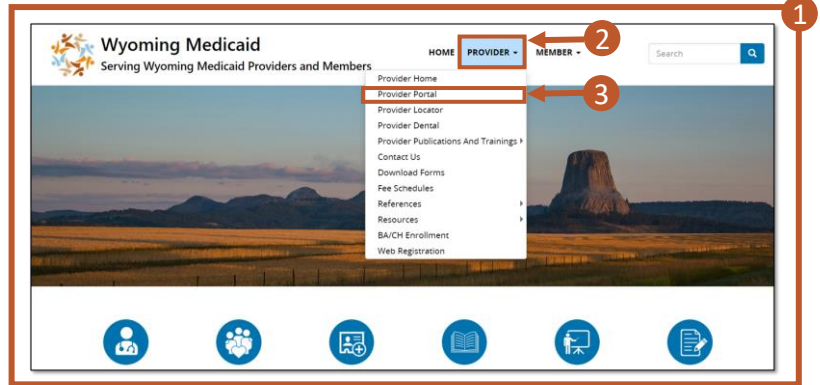 1
Wyoming Medicaid
Serving Wyoming Medicaid Providers and Members
HOME PROVIDER MEMBER
2
Search
Provider Home
Provider Portal
3
Provider Locator
Provider Dental
Provider Publications And Trainings
Contact Us
Download Forms
Fee Schedules
References
Resources
BA/CH Enrollment
Web Registration